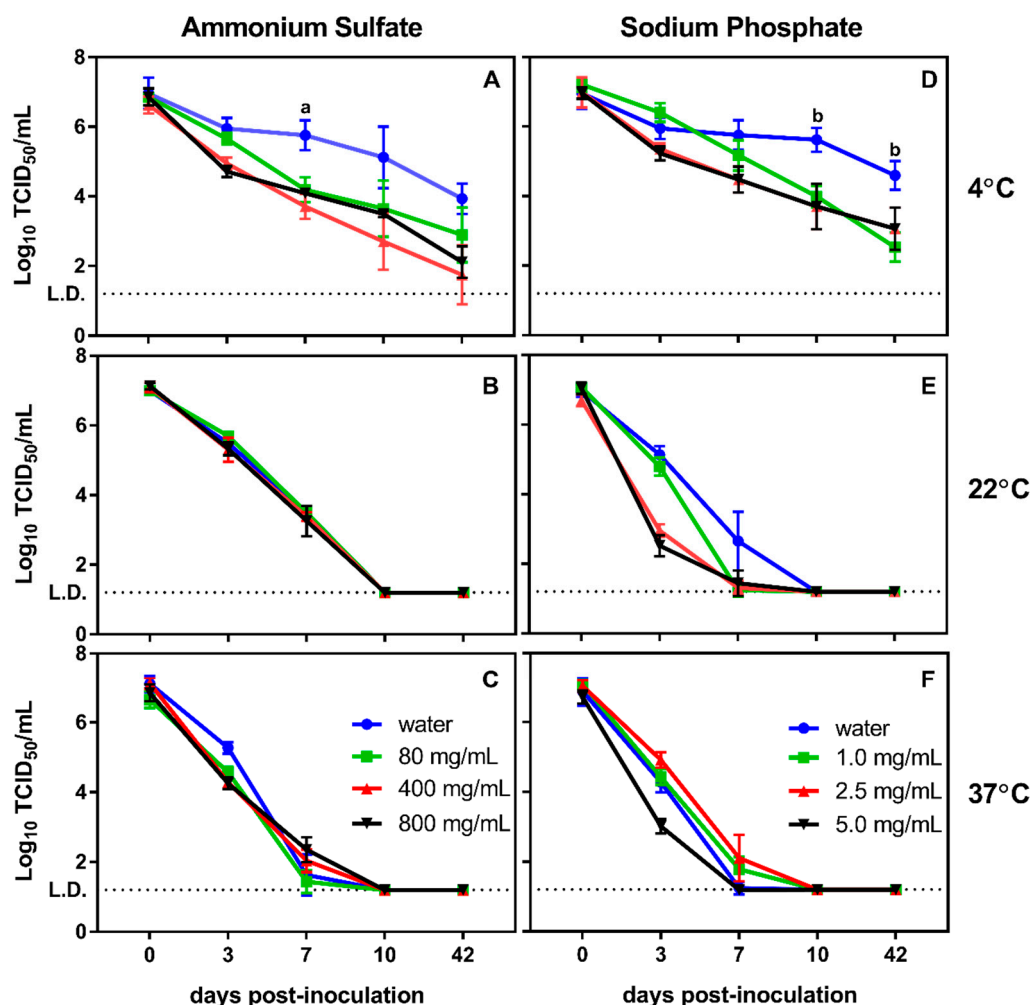 Ammonium Sulfate
Sodium Phosphate
Log10 TCID50/mL
8
6
4
2
L.D.
0
A
a
D
b
b
4°C
Log10 TCID50/mL
8
6
4
2
L.D.
0
B
E
22°C
Log10 TCID50/mL
8
6
4
2
L.D.
0
C
water
80 mg/mL
400 mg/mL
800 mg/mL
F
water
1.0 mg/mL
2.5 mg/mL
5.0 mg/mL
37°C
0 3 7 10 42
0 3 7 10 42
days post-inoculation
days post-inoculation